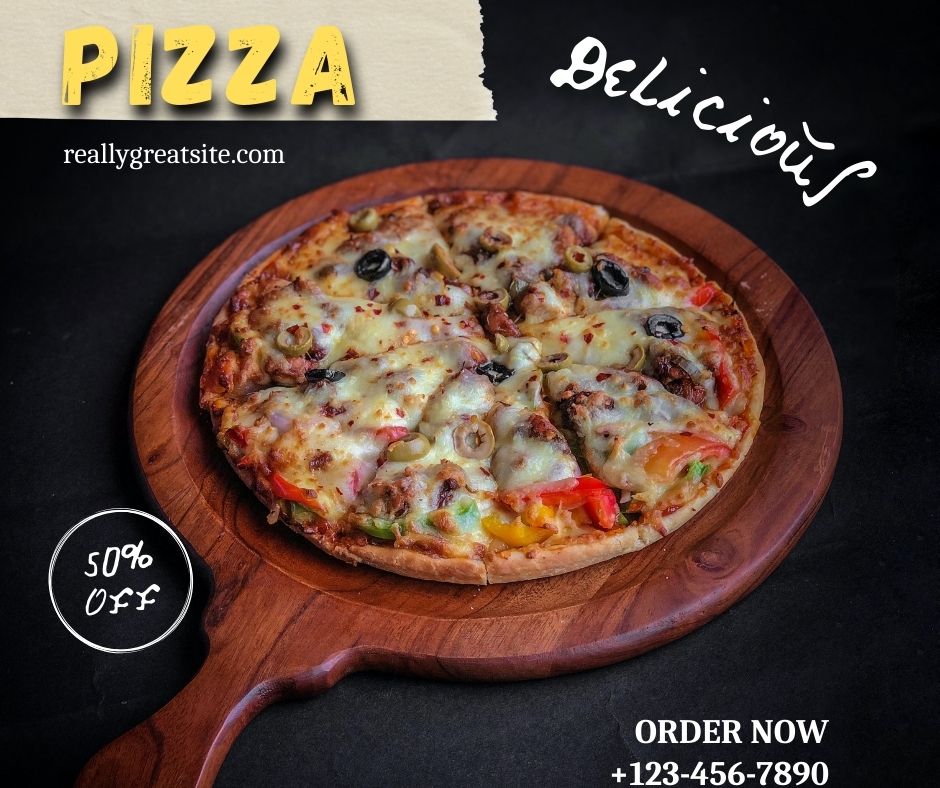 PIZZA
reallygreatsite.com
Delicious
50%
OFF
ORDER NOW
+123-456-7890